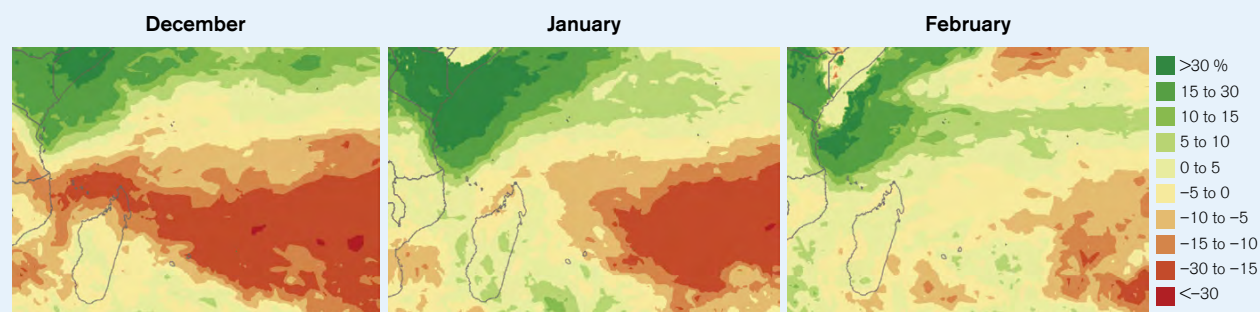 December
January
February
>30 %
15 to 30
10 to 15
5 to 10
0 to 5
−5 to 0
−10 to −5
−15 to −10
−30 to −15
<−30